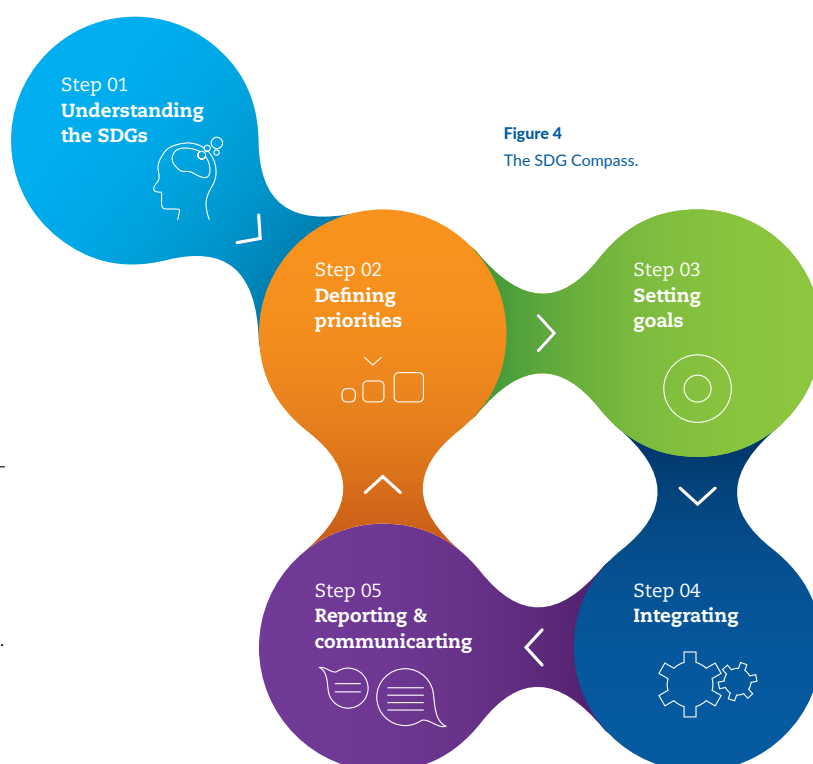 Step 01
Understanding
the SDGs
Figure 4
The SDG Compass.
Step 02
Defining
priorities
Step 03
Setting
goals
Step 05
Reporting &
communicarting
Step 04
Integrating